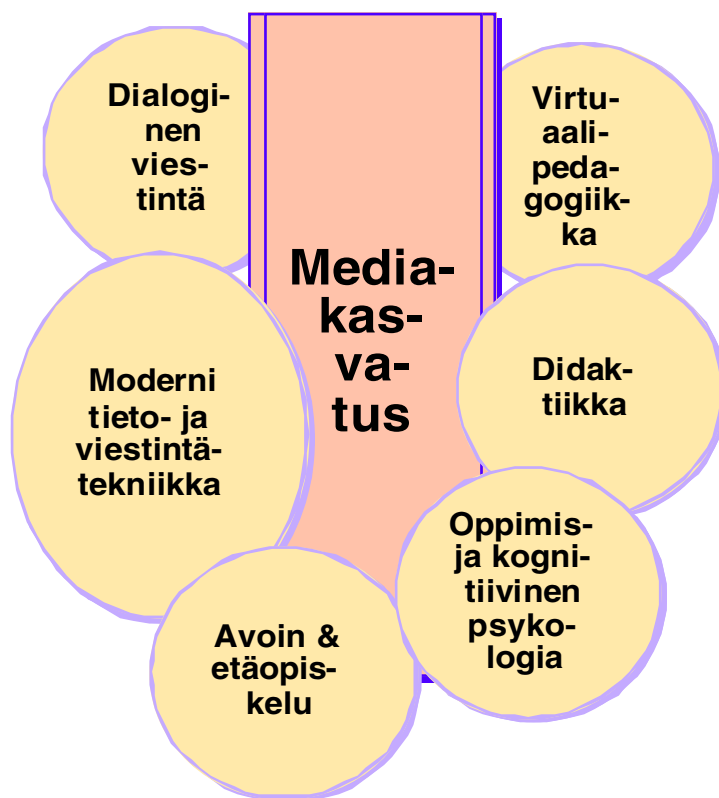 Dialogi-
nen
vies-
tintä
Virtu-
aali-
peda-
gogiik-
ka
Media-
kas-
va-
tus
Moderni
tieto- ja
viestintä-
tekniikka
Didak-
tiikka
Oppimis-
ja kogni-
tiivinen
psyko-
logia
Avoin &
etäopis-
kelu